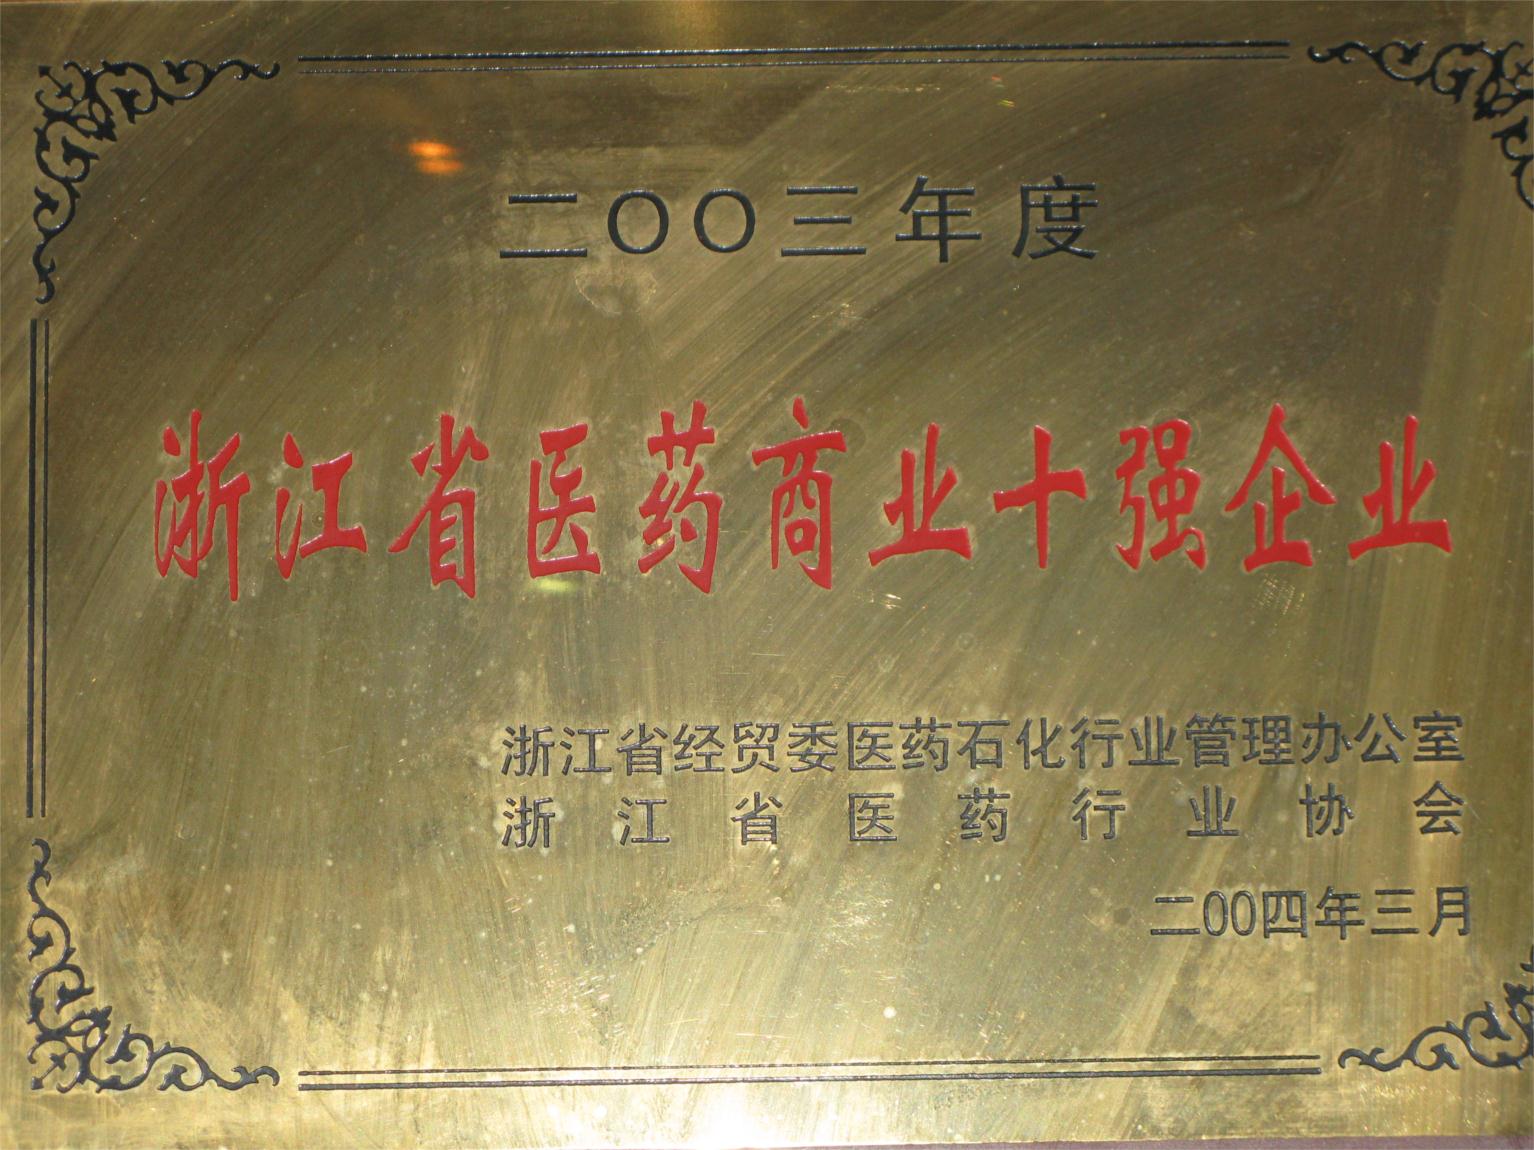 二〇〇三年度
浙江省医药商业十强企业
浙江省经贸委医药石化行业管理办公室
浙江省医药行业协会
二00四年三月